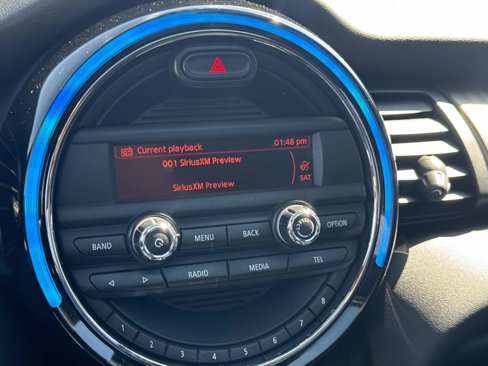 Current playback 01:48 pm
001 SiriusXM Preview
SAT
SiriusXM Preview
BAND MENU BACK OPTION
RADIO MEDIA TEL
1 2 3 4 5 6 7 8